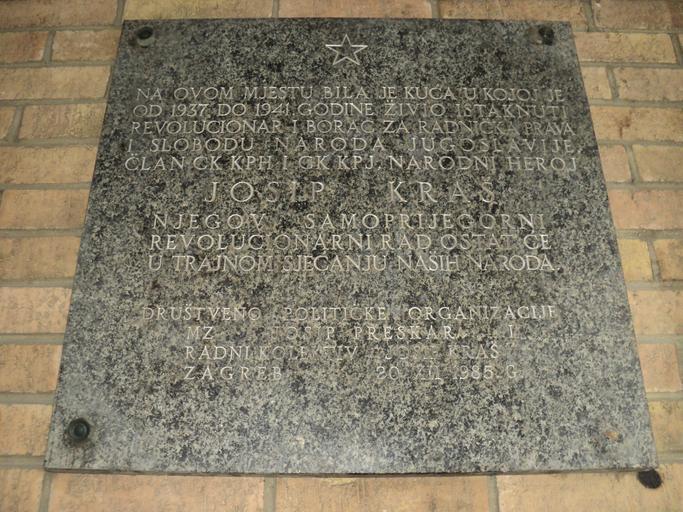 NA OVOM MJESTU BILA JE KUĆA U KOJOJ JE
OD 1937. DO 1941. GODINE ŽIVIO ISTAKNUTI
REVOLUCIONAR I BORAC ZA RADNIČKA PRAVA
I SLOBODU NARODA JUGOSLAVIJE,
ČLAN CK KPH I CK KPJ, NARODNI HEROJ
JOSIP KRAŠ
NJEGOV SAMOPRIJEGORNI
REVOLUCIONARNI RAD OSTAT ĆE
U TRAJNOM SJEĆANJU NAŠIH NARODA.
DRUŠTVENO POLITIČKE ORGANIZACIJE
MZ "JOSIP PRESKAR" I
RADNI KOLEKTIV "JOSIP KRAŠ"
ZAGREB 1985. G.